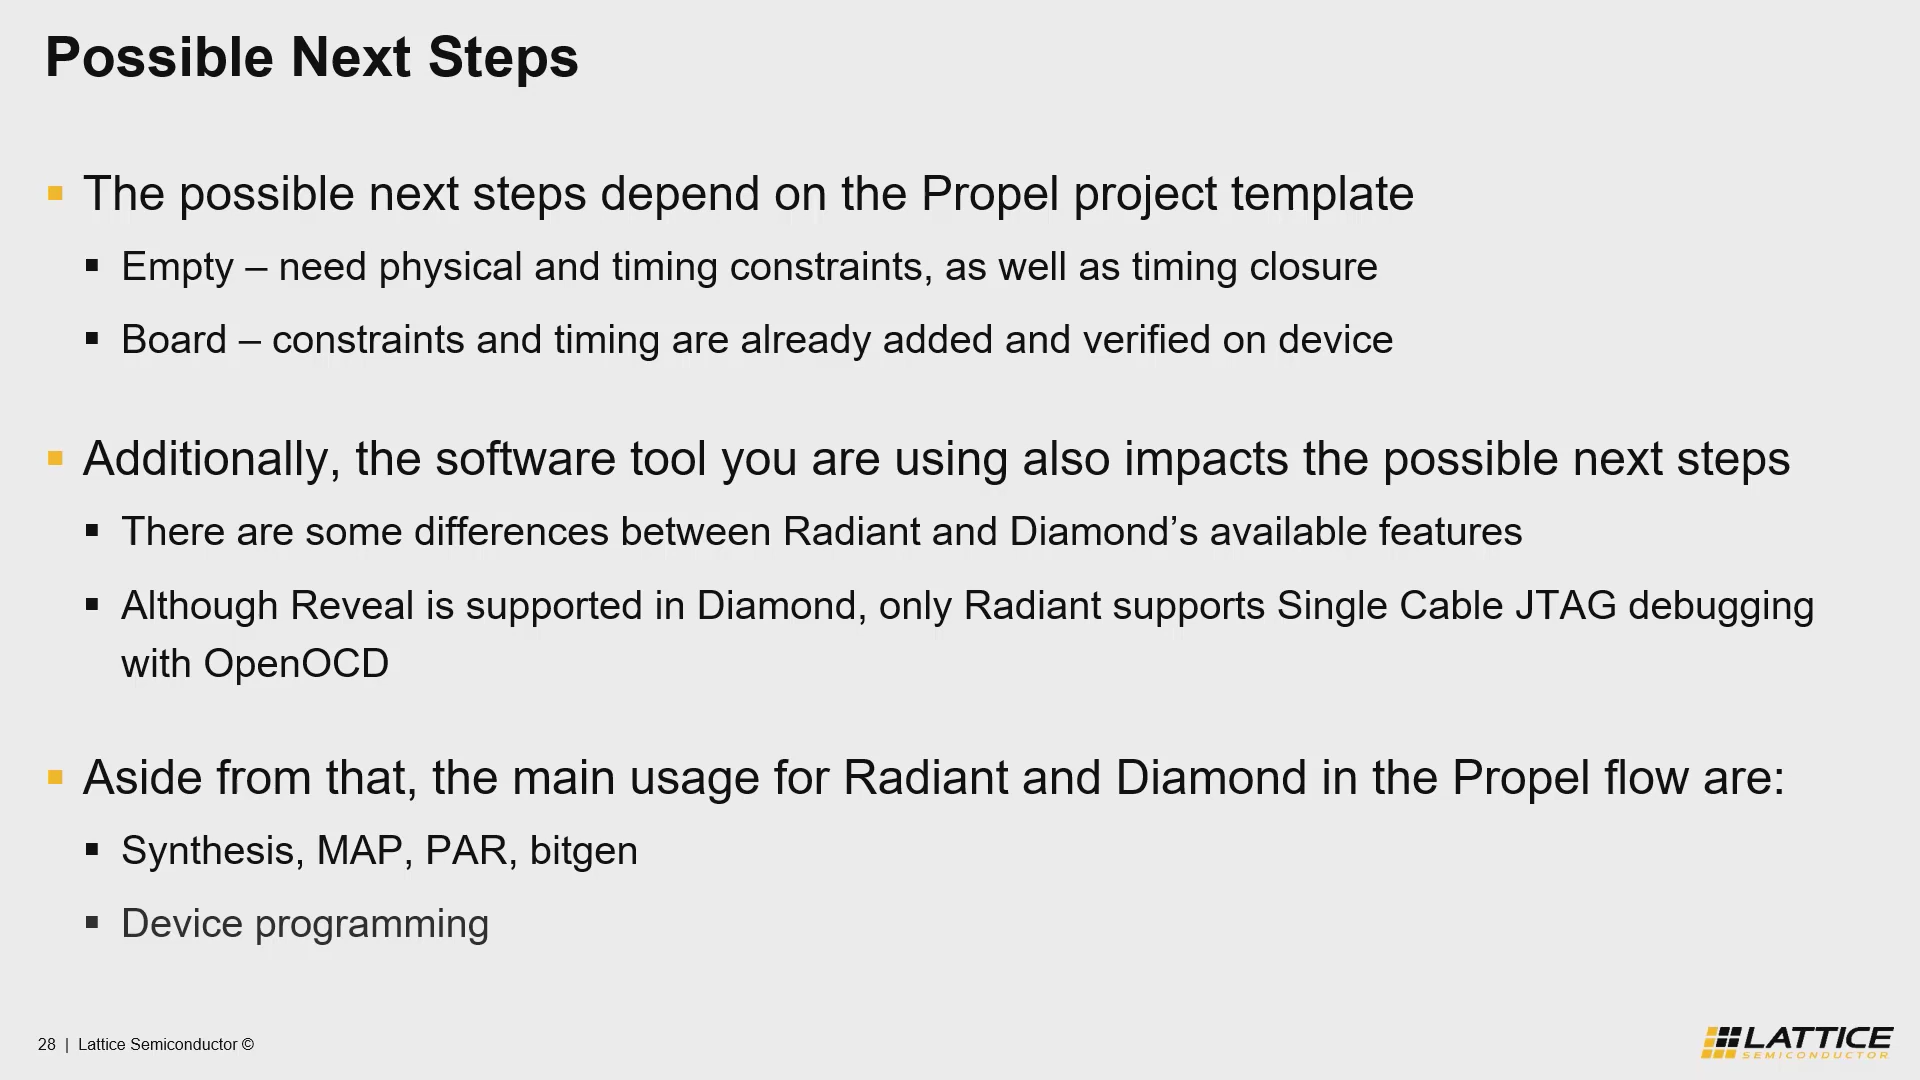 Possible Next Steps
The possible next steps depend on the Propel project template
Empty – need physical and timing constraints, as well as timing closure
Board – constraints and timing are already added and verified on device
Additionally, the software tool you are using also impacts the possible next steps
There are some differences between Radiant and Diamond’s available features
Although Reveal is supported in Diamond, only Radiant supports Single Cable JTAG debugging
with OpenOCD
Aside from that, the main usage for Radiant and Diamond in the Propel flow are:
Synthesis, MAP, PAR, bitgen
Device programming
28 | Lattice Semiconductor ©
LATTICE
SEMICONDUCTOR